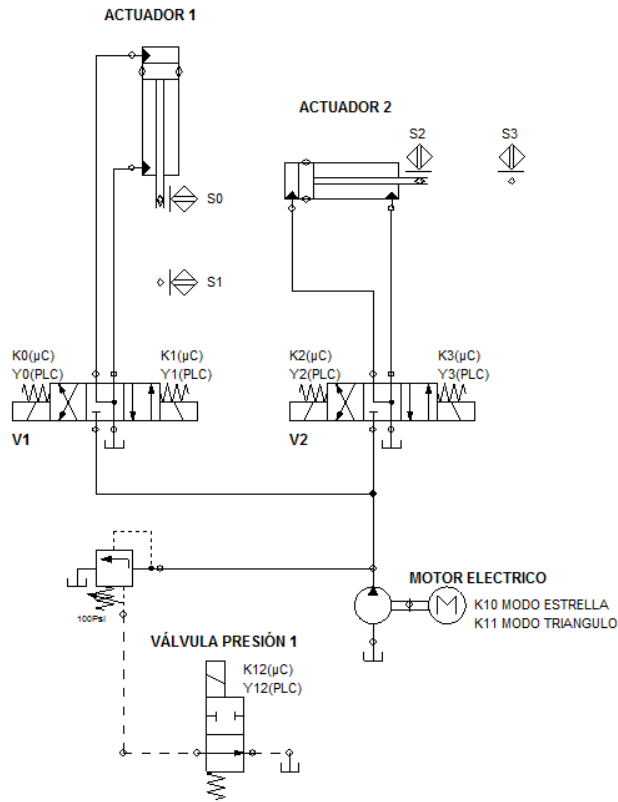 ACTUADOR 1
ACTUADOR 2
S2
S3
S0
S1
K0(µC)
Y0(PLC)
K1(µC)
Y1(PLC)
K2(µC)
Y2(PLC)
K3(µC)
Y3(PLC)
V1
V2
MOTOR ELECTRICO
M
K10 MODO ESTRELLA
K11 MODO TRIANGULO
100Psi
VÁLVULA PRESIÓN 1
K12(µC)
Y12(PLC)